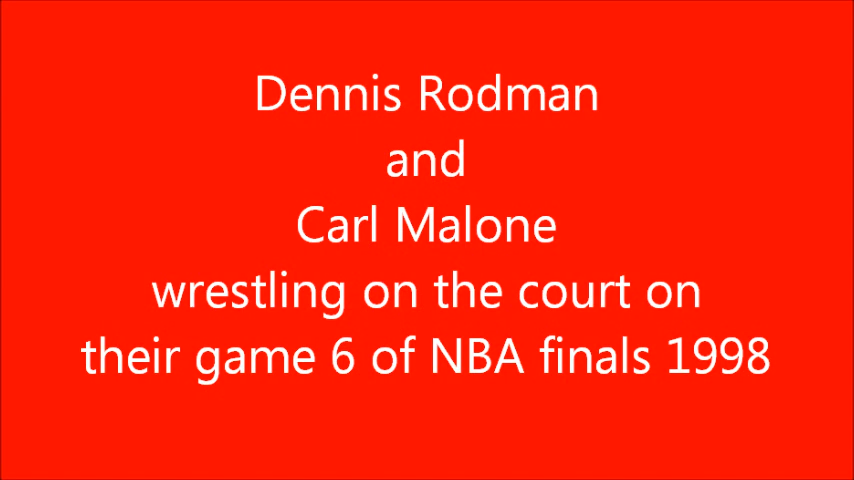 Dennis Rodman
and
Carl Malone
wrestling on the court on
their game 6 of NBA finals 1998